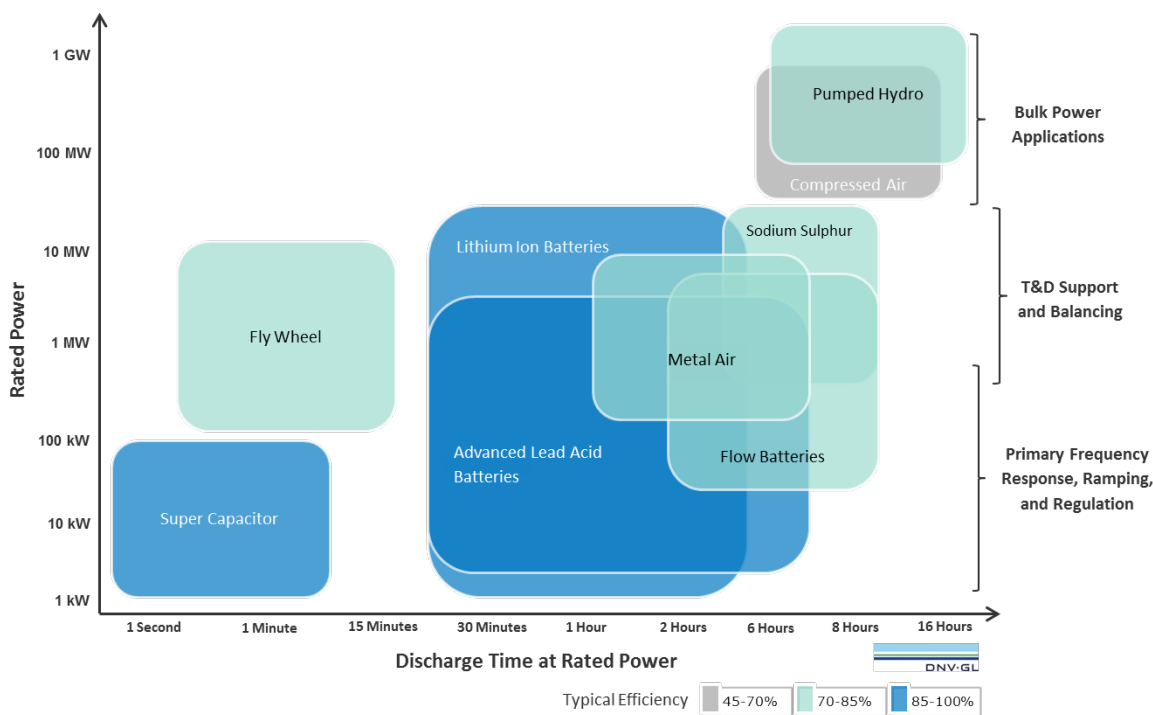 1 GW
100 MW
10 MW
1 MW
100 kW
10 kW
1 kW
Rated Power
Pumped Hydro
Compressed Air
Sodium Sulphur
Lithium Ion Batteries
Fly Wheel
Metal Air
Advanced Lead Acid
Batteries
Flow Batteries
Super Capacitor
Bulk Power
Applications
T&D Support
and Balancing
Primary Frequency
Response, Ramping,
and Regulation
1 Second
1 Minute
15 Minutes
30 Minutes
1 Hour
2 Hours
6 Hours
8 Hours
16 Hours
Discharge Time at Rated Power
DNV·GL
Typical Efficiency
45-70%
70-85%
85-100%